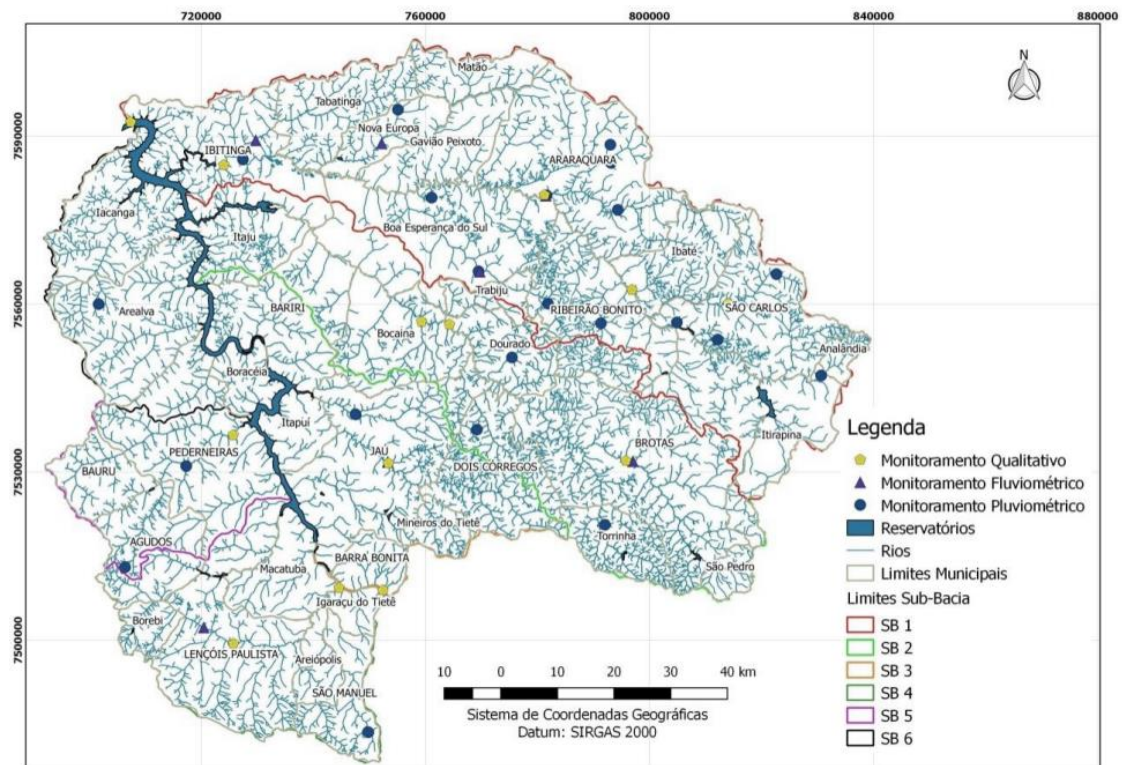 720000
760000
800000
840000
880000
N
7590000
7560000
7530000
7500000
Matão
Tabatinga
Nova Europa
Gavião Peixoto
IBITINGA
ARARAQUARA
Iacanga
Boa Esperança do Sul
Itaju
Ibaté
Trabiju
BARIRI
RIBEIRÃO BONITO
SÃO CARLOS
Arealva
Bocaina
Dourado
Analândia
Boracéia
Itapuí
Itirapina
BROTAS
PEDERNEIRAS
JAÚ
DOIS CÓRREGOS
BAURU
Mineiros do Tietê
Torrinha
AGUDOS
BARRA BONITA
São Pedro
Macatuba
Igaraçu do Tietê
Borebi
LENÇÓIS PAULISTA
Areiópolis
SÃO MANUEL
Legenda
Monitoramento Qualitativo
Monitoramento Fluviométrico
Monitoramento Pluviométrico
Reservatórios
Rios
Limites Municipais
Limites Sub-Bacia
SB 1
SB 2
SB 3
SB 4
SB 5
SB 6
10 0 10 20 30 40 km
Sistema de Coordenadas Geográficas
Datum: SIRGAS 2000